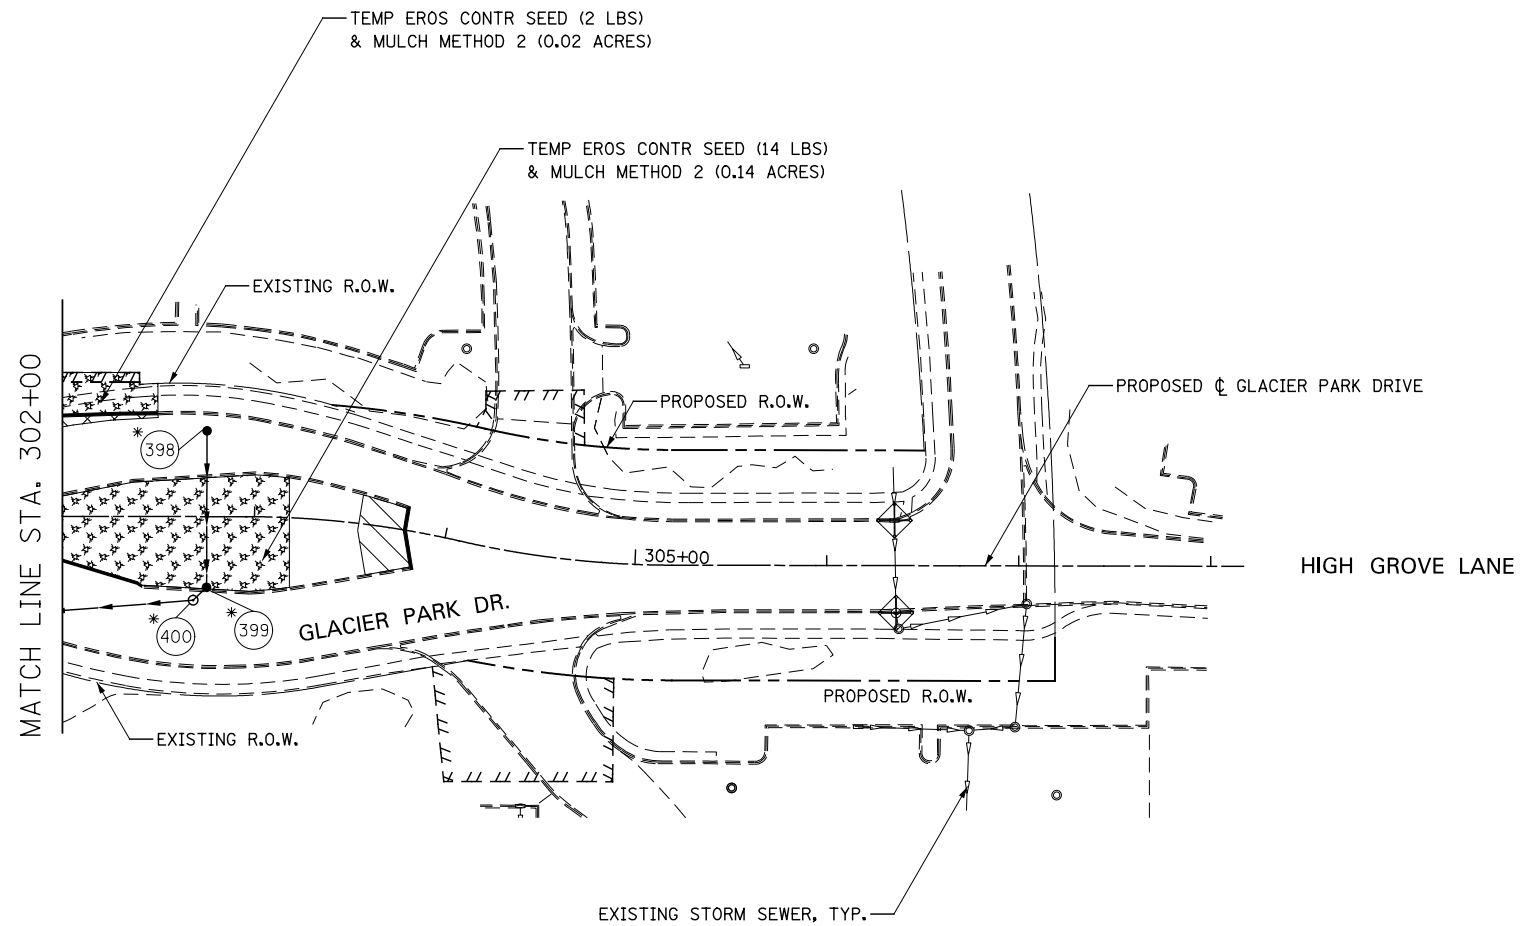 TEMP EROS CONTR SEED (2 LBS)
& MULCH METHOD 2 (0.02 ACRES)
TEMP EROS CONTR SEED (14 LBS)
& MULCH METHOD 2 (0.14 ACRES)
EXISTING R.O.W.
MATCH LINE STA. 302+00
PROPOSED R.O.W.
PROPOSED ℄ GLACIER PARK DRIVE
* 398
305+00
HIGH GROVE LANE
* 400
* 399
GLACIER PARK DR.
PROPOSED R.O.W.
EXISTING R.O.W.
EXISTING STORM SEWER, TYP.